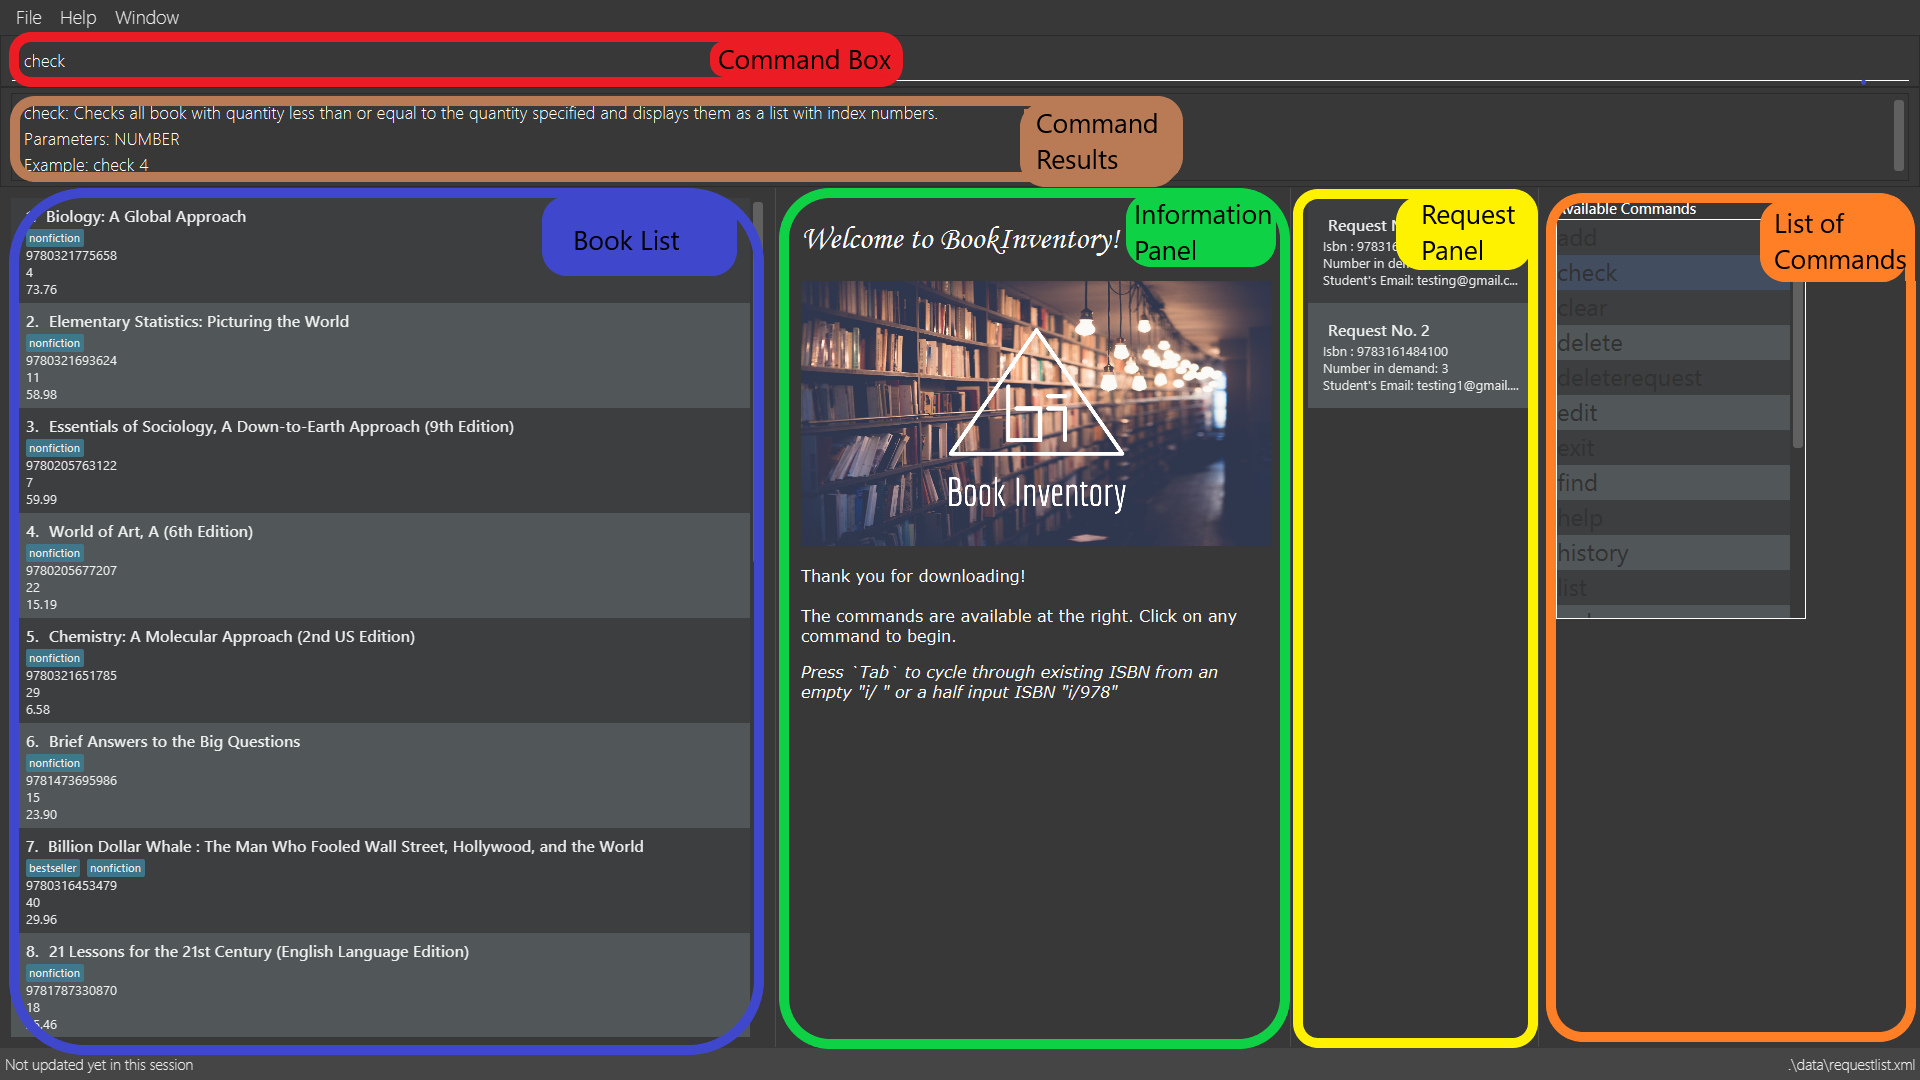 File Help Window
check
Command Box
check: Checks all book with quantity less than or equal to the quantity specified and displays them as a list with index numbers.
Parameters: NUMBER
Example: check 4
Command
Results
Book List
1. Biology: A Global Approach
nonfiction
9780321775658
4
73.76
2. Elementary Statistics: Picturing the World
nonfiction
9780321693624
11
58.98
3. Essentials of Sociology, A Down-to-Earth Approach (9th Edition)
nonfiction
9780205763122
7
59.99
4. World of Art, A (6th Edition)
nonfiction
9780205677207
22
15.19
5. Chemistry: A Molecular Approach (2nd US Edition)
nonfiction
9780321651785
29
6.58
6. Brief Answers to the Big Questions
nonfiction
9781473695986
15
23.90
7. Billion Dollar Whale : The Man Who Fooled Wall Street, Hollywood, and the World
bestseller nonfiction
9780316453479
40
29.96
8. 21 Lessons for the 21st Century (English Language Edition)
nonfiction
9781787330870
18
5.46
Information
Panel
Welcome to BookInventory!
Book Inventory
Thank you for downloading!
The commands are available at the right. Click on any
command to begin.
Press `Tab` to cycle through existing ISBN from an
empty "i/ " or a half input ISBN "i/978"
Request
Panel
Request
Isbn : 97831
Number in
Student's Email: testing@gmail.c...
Request No. 2
Isbn : 9783161484100
Number in demand: 3
Student's Email: testing1@gmail....
List of
Commands
Available Commands
add
check
clear
delete
deleterequest
edit
exit
find
help
history
list
Not updated yet in this session
.\data\requestlist.xml